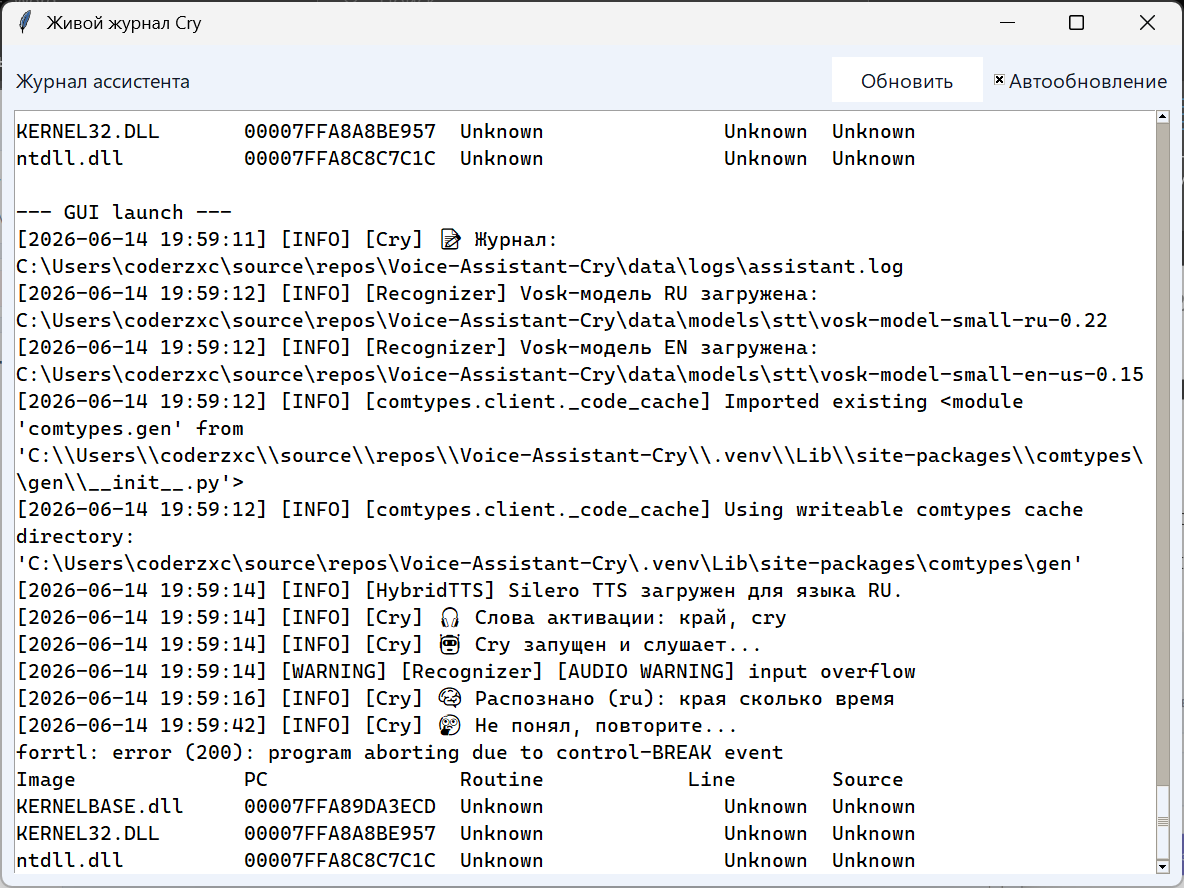 Живой журнал Cry
Журнал ассистента
Обновить
Автообновление
KERNEL32.DLL 00007FFA8A8BE957 Unknown Unknown Unknown
ntdll.dll 00007FFA8C8C7C1C Unknown Unknown Unknown
--- GUI launch ---
[2026-06-14 19:59:11] [INFO] [Cry] 📝 Журнал:
C:\Users\coderzxc\source\repos\Voice-Assistant-Cry\data\logs\assistant.log
[2026-06-14 19:59:12] [INFO] [Recognizer] Vosk-модель RU загружена:
C:\Users\coderzxc\source\repos\Voice-Assistant-Cry\data\models\stt\vosk-model-small-ru-0.22
[2026-06-14 19:59:12] [INFO] [Recognizer] Vosk-модель EN загружена:
C:\Users\coderzxc\source\repos\Voice-Assistant-Cry\data\models\stt\vosk-model-small-en-us-0.15
[2026-06-14 19:59:12] [INFO] [comtypes.client._code_cache] Imported existing <module
'comtypes.gen' from
'C:\\Users\\coderzxc\\source\\repos\\Voice-Assistant-Cry\\.venv\\Lib\\site-packages\\comtypes\
\gen\\__init__.py'>
[2026-06-14 19:59:12] [INFO] [comtypes.client._code_cache] Using writeable comtypes cache
directory:
'C:\Users\coderzxc\source\repos\Voice-Assistant-Cry\.venv\Lib\site-packages\comtypes\gen'
[2026-06-14 19:59:14] [INFO] [HybridTTS] Silero TTS загружен для языка RU.
[2026-06-14 19:59:14] [INFO] [Cry] 🎧 Слова активации: край, cry
[2026-06-14 19:59:14] [INFO] [Cry] 🤖 Cry запущен и слушает...
[2026-06-14 19:59:14] [WARNING] [Recognizer] [AUDIO WARNING] input overflow
[2026-06-14 19:59:16] [INFO] [Cry] 🧠 Распознано (ru): края сколько время
[2026-06-14 19:59:42] [INFO] [Cry] Не понял, повторите...
forrtl: error (200): program aborting due to control-BREAK event
Image PC Routine Line Source
KERNELBASE.dll 00007FFA89DA3ECD Unknown Unknown Unknown
KERNEL32.DLL 00007FFA8A8BE957 Unknown Unknown Unknown
ntdll.dll 00007FFA8C8C7C1C Unknown Unknown Unknown